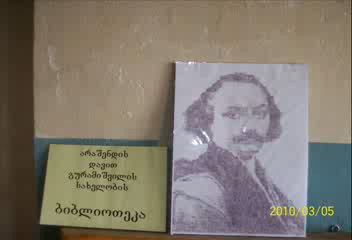 არაშენდის
დავით
გურამიშვილის
სახელობის
ბიბლიოთეკა
2010/03/05